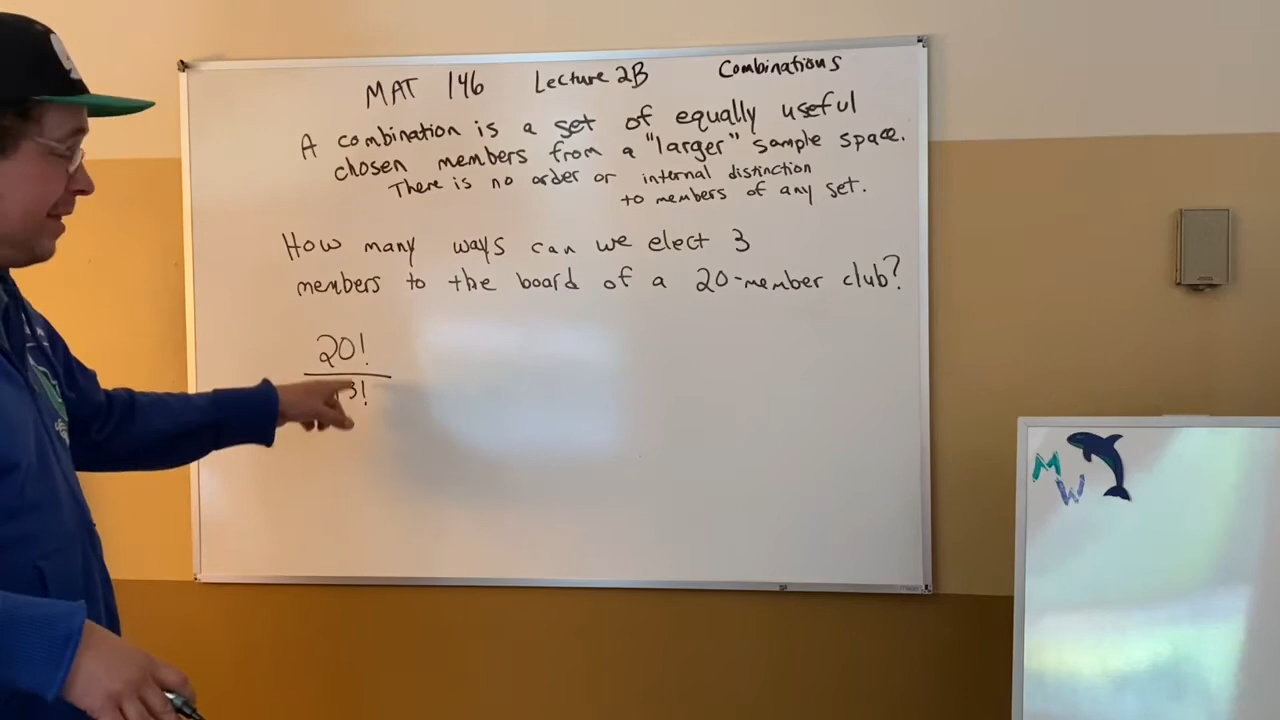 MAT 146 Lecture 2B Combinations
A combination is a set of equally useful
chosen members from a "larger" sample space.
There is no order or internal distinction
to members of any set.
How many ways can we elect 3
members to the board of a 20-member club?
20!
3!
M
W